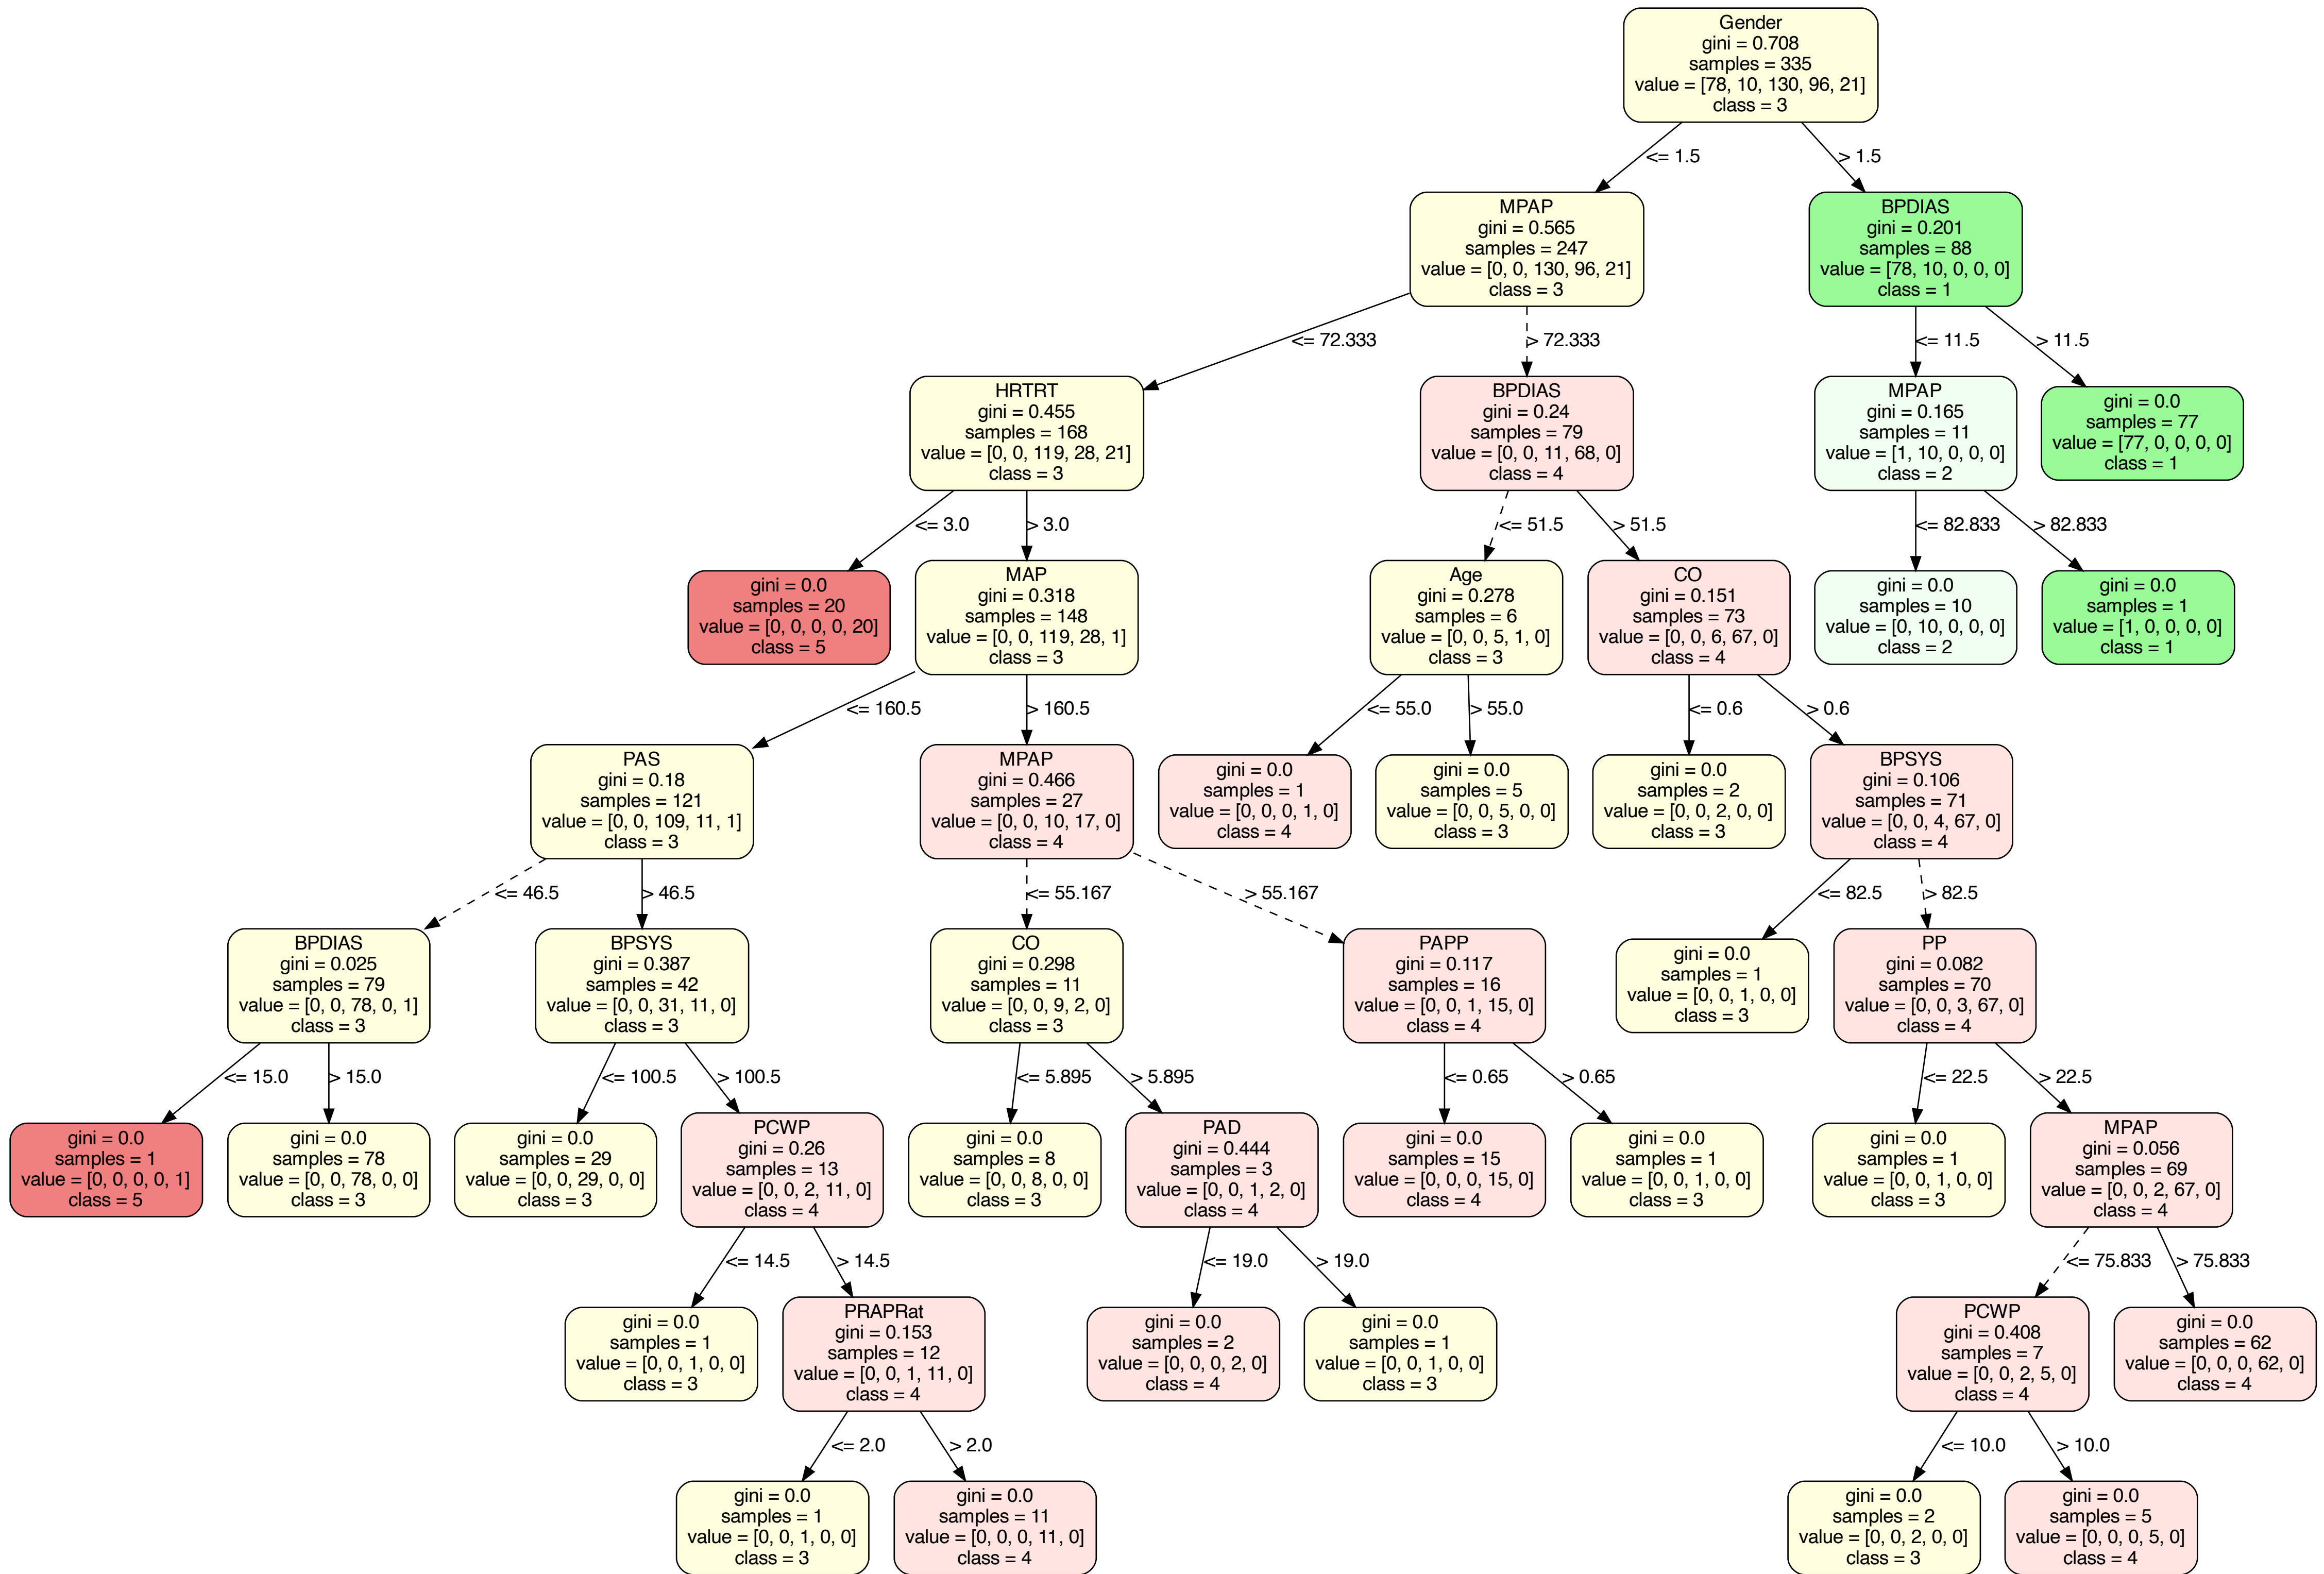 Gender
gini = 0.708
samples = 335
value = [78, 10, 130, 96, 21]
class = 3
<= 1.5
> 1.5
MPAP
gini = 0.565
samples = 247
value = [0, 0, 130, 96, 21]
class = 3
BPDIAS
gini = 0.201
samples = 88
value = [78, 10, 0, 0, 0]
class = 1
<= 72.333
> 72.333
<= 11.5
> 11.5
HRTRT
gini = 0.455
samples = 168
value = [0, 0, 119, 28, 21]
class = 3
BPDIAS
gini = 0.24
samples = 79
value = [0, 0, 11, 68, 0]
class = 4
MPAP
gini = 0.165
samples = 11
value = [1, 10, 0, 0, 0]
class = 2
gini = 0.0
samples = 77
value = [77, 0, 0, 0, 0]
class = 1
<= 3.0
> 3.0
<= 51.5
> 51.5
<= 82.833
> 82.833
gini = 0.0
samples = 20
value = [0, 0, 0, 0, 20]
class = 5
MAP
gini = 0.318
samples = 148
value = [0, 0, 119, 28, 1]
class = 3
Age
gini = 0.278
samples = 6
value = [0, 0, 5, 1, 0]
class = 3
CO
gini = 0.151
samples = 73
value = [0, 0, 6, 67, 0]
class = 4
gini = 0.0
samples = 10
value = [0, 10, 0, 0, 0]
class = 2
gini = 0.0
samples = 1
value = [1, 0, 0, 0, 0]
class = 1
<= 160.5
> 160.5
<= 55.0
> 55.0
<= 0.6
> 0.6
PAS
gini = 0.18
samples = 121
value = [0, 0, 109, 11, 1]
class = 3
MPAP
gini = 0.466
samples = 27
value = [0, 0, 10, 17, 0]
class = 4
gini = 0.0
samples = 1
value = [0, 0, 0, 1, 0]
class = 4
gini = 0.0
samples = 5
value = [0, 0, 5, 0, 0]
class = 3
gini = 0.0
samples = 2
value = [0, 0, 2, 0, 0]
class = 3
BPSYS
gini = 0.106
samples = 71
value = [0, 0, 4, 67, 0]
class = 4
<= 46.5
> 46.5
<= 55.167
> 55.167
<= 82.5
> 82.5
BPDIAS
gini = 0.025
samples = 79
value = [0, 0, 78, 0, 1]
class = 3
BPSYS
gini = 0.387
samples = 42
value = [0, 0, 31, 11, 0]
class = 3
CO
gini = 0.298
samples = 11
value = [0, 0, 9, 2, 0]
class = 3
PAPP
gini = 0.117
samples = 16
value = [0, 0, 1, 15, 0]
class = 4
gini = 0.0
samples = 1
value = [0, 0, 1, 0, 0]
class = 3
PP
gini = 0.082
samples = 70
value = [0, 0, 3, 67, 0]
class = 4
<= 15.0
> 15.0
<= 100.5
> 100.5
<= 5.895
> 5.895
<= 0.65
> 0.65
<= 22.5
> 22.5
gini = 0.0
samples = 1
value = [0, 0, 0, 0, 1]
class = 5
gini = 0.0
samples = 78
value = [0, 0, 78, 0, 0]
class = 3
gini = 0.0
samples = 29
value = [0, 0, 29, 0, 0]
class = 3
PCWP
gini = 0.26
samples = 13
value = [0, 0, 2, 11, 0]
class = 4
gini = 0.0
samples = 8
value = [0, 0, 8, 0, 0]
class = 3
PAD
gini = 0.444
samples = 3
value = [0, 0, 1, 2, 0]
class = 4
gini = 0.0
samples = 15
value = [0, 0, 0, 15, 0]
class = 4
gini = 0.0
samples = 1
value = [0, 0, 1, 0, 0]
class = 3
gini = 0.0
samples = 1
value = [0, 0, 1, 0, 0]
class = 3
MPAP
gini = 0.056
samples = 69
value = [0, 0, 2, 67, 0]
class = 4
<= 14.5
> 14.5
<= 19.0
> 19.0
<= 75.833
> 75.833
gini = 0.0
samples = 1
value = [0, 0, 1, 0, 0]
class = 3
PRAPRat
gini = 0.153
samples = 12
value = [0, 0, 1, 11, 0]
class = 4
gini = 0.0
samples = 2
value = [0, 0, 0, 2, 0]
class = 4
gini = 0.0
samples = 1
value = [0, 0, 1, 0, 0]
class = 3
PCWP
gini = 0.408
samples = 7
value = [0, 0, 2, 5, 0]
class = 4
gini = 0.0
samples = 62
value = [0, 0, 0, 62, 0]
class = 4
<= 2.0
> 2.0
<= 10.0
> 10.0
gini = 0.0
samples = 1
value = [0, 0, 1, 0, 0]
class = 3
gini = 0.0
samples = 11
value = [0, 0, 0, 11, 0]
class = 4
gini = 0.0
samples = 2
value = [0, 0, 2, 0, 0]
class = 3
gini = 0.0
samples = 5
value = [0, 0, 0, 5, 0]
class = 4